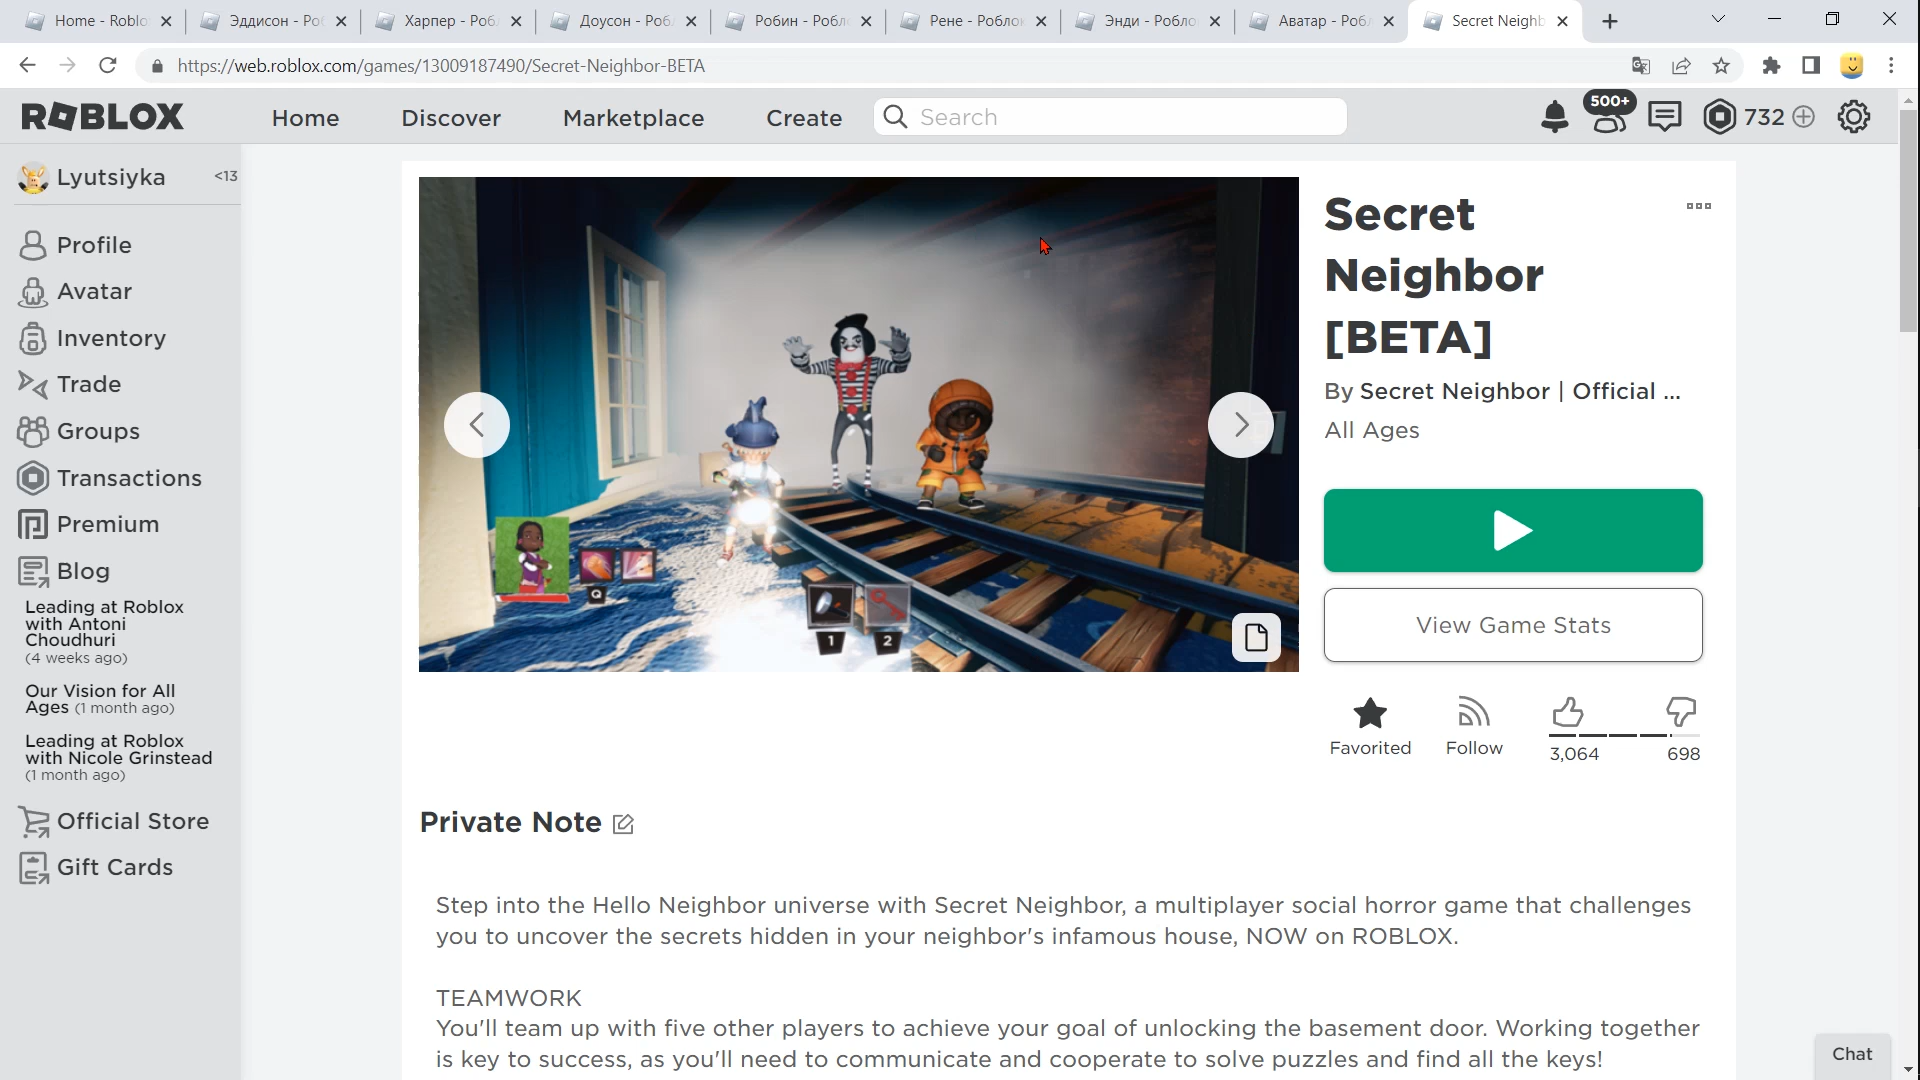 Home - Roblo
Эддисон - Роб
Харпер - Роб
Доусон - Роб
Робин - Робл
Рене - Роблок
Энди - Робло
Аватар - Робл
Secret Neighb
https://web.roblox.com/games/13009187490/Secret-Neighbor-BETA
ROBLOX
Home
Discover
Marketplace
Create
Search
500+
732
Lyutsiyka
<13
Profile
Avatar
Inventory
Trade
Groups
Transactions
Premium
Blog
Leading at Roblox
with Antoni
Choudhuri
(4 weeks ago)
Our Vision for All
Ages (1 month ago)
Leading at Roblox
with Nicole Grinstead
(1 month ago)
Official Store
Gift Cards
Q
1
2
Secret
Neighbor
[BETA]
By Secret Neighbor | Official ...
All Ages
View Game Stats
Favorited
Follow
3,064
698
Private Note
Step into the Hello Neighbor universe with Secret Neighbor, a multiplayer social horror game that challenges
you to uncover the secrets hidden in your neighbor's infamous house, NOW on ROBLOX.
TEAMWORK
You'll team up with five other players to achieve your goal of unlocking the basement door. Working together
is key to success, as you'll need to communicate and cooperate to solve puzzles and find all the keys!
Chat